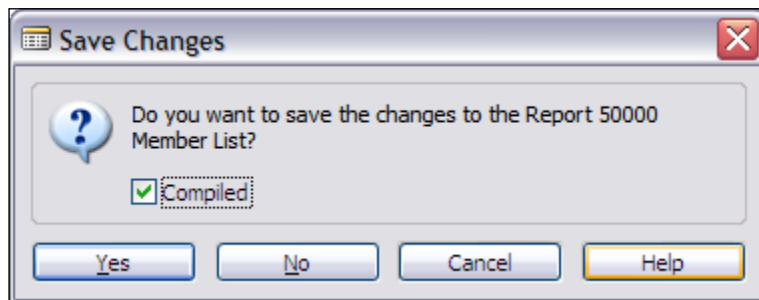 Save Changes
Do you want to save the changes to the Report 50000
Member List?
Compiled
Yes
No
Cancel
Help